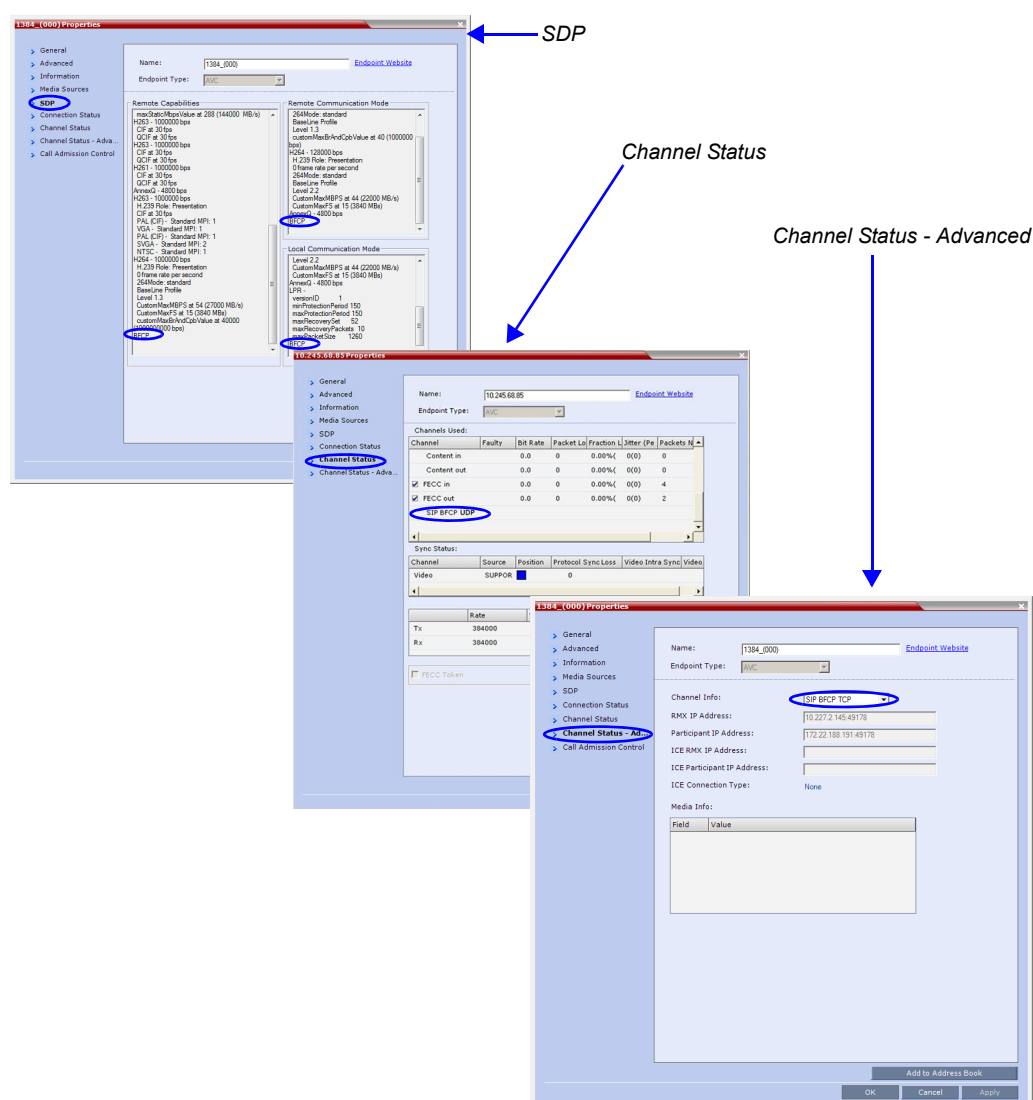 1384_(000) Properties
x
SDP
General
Advanced
Information
Media Sources
SDP
Connection Status
Channel Status
Channel Status - Adva...
Call Admission Control
Name:
1384_(000)
Endpoint Website
Endpoint Type:
AVC
Remote Capabilities
maxStaticMbpsValue at 288 (144000 MB/s)
H263 - 1000000 bps
CIF at 30 fps
QCIF at 30 fps
H263 - 1000000 bps
CIF at 30 fps
QCIF at 30 fps
H261 - 1000000 bps
CIF at 30 fps
QCIF at 30 fps
AnnexQ - 4800 bps
H263 - 1000000 bps
H.239 Role: Presentation
CIF at 30 fps
PAL (CIF) - Standard MPI: 1
VGA - Standard MPI: 1
PAL (CIF) - Standard MPI: 1
SVGA - Standard MPI: 2
NTSC - Standard MPI: 1
H264 - 1000000 bps
H.239 Role: Presentation
0 frame rate per second
264Mode: standard
BaseLine Profile
Level 1.3
CustomMaxMBPS at 54 (27000 MB/s)
CustomMaxFS at 15 (3840 MBs)
customMaxBrAndCpbValue at 40000
(1000000000 bps)
BFCP
Remote Communication Mode
264Mode: standard
BaseLine Profile
Level 1.3
customMaxBrAndCpbValue at 40 (1000000
bps)
H264 - 128000 bps
H.239 Role: Presentation
0 frame rate per second
264Mode: standard
BaseLine Profile
Level 2.2
CustomMaxMBPS at 44 (22000 MB/s)
CustomMaxFS at 15 (3840 MBs)
AnnexQ - 4800 bps
BFCP
Local Communication Mode
Level 2.2
CustomMaxMBPS at 44 (22000 MB/s)
CustomMaxFS at 15 (3840 MBs)
AnnexQ - 4800 bps
LPR -
versionID 1
minProtectionPeriod 150
maxProtectionPeriod 150
maxRecoverySet 52
maxRecoveryPackets 10
maxPacketSize 1260
BFCP
Channel Status
10.245.68.85 Properties
x
General
Advanced
Information
Media Sources
SDP
Connection Status
Channel Status
Channel Status - Adva...
Name:
10.245.68.85
Endpoint Website
Endpoint Type:
AVC
Channels Used:
Channel Faulty Bit Rate Packet Lo Fraction L Jitter (Pe Packets N
Content in 0.0 0 0.00%( 0(0) 0
Content out 0.0 0 0.00%( 0(0) 0
FECC in 0.0 0 0.00%( 0(0) 4
FECC out 0.0 0 0.00%( 0(0) 2
SIP BFCP UDP
Sync Status:
Channel Source Position Protocol Sync Loss Video Intra Sync Video
Video SUPPOR 0
Rate
Tx 384000
Rx 384000
FECC Token
Channel Status - Advanced
1384_(000) Properties
x
General
Advanced
Information
Media Sources
SDP
Connection Status
Channel Status
Channel Status - Ad...
Call Admission Control
Name:
1384_(000)
Endpoint Website
Endpoint Type:
AVC
Channel Info:
SIP BFCP TCP
RMX IP Address:
10.227.2.145:49178
Participant IP Address:
172.22.188.191:49178
ICE RMX IP Address:
ICE Participant IP Address:
ICE Connection Type:
None
Media Info:
Field Value
Add to Address Book
OK Cancel Apply